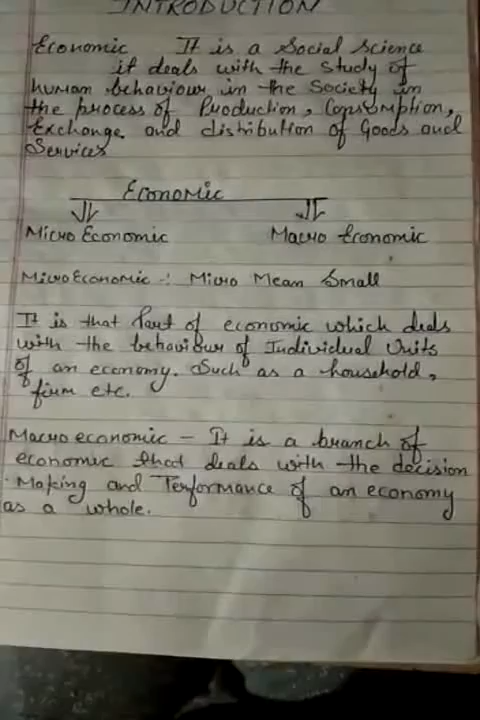 INTRODUCTION
Economic It is a Social Science
it deals with the study of
human behaviour in the Society in
the process of Production, Consumption,
Exchange and distribution of Goods and
Services
Economic
Micro Economic Macro Economic
Micro Economic :- Micro Mean Small
It is that Part of economic which deals
with the behaviour of Individual Units
of an economy. Such as a household,
firm etc.
Macro economic - It is a branch of
economic that deals with the decision
Making and Performance of an economy
as a whole.